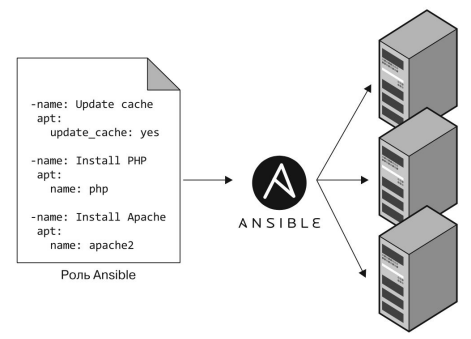 -name: Update cache
apt:
update_cache: yes
-name: Install PHP
apt:
name: php
-name: Install Apache
apt:
name: apache2
ANSIBLE
Роль Ansible